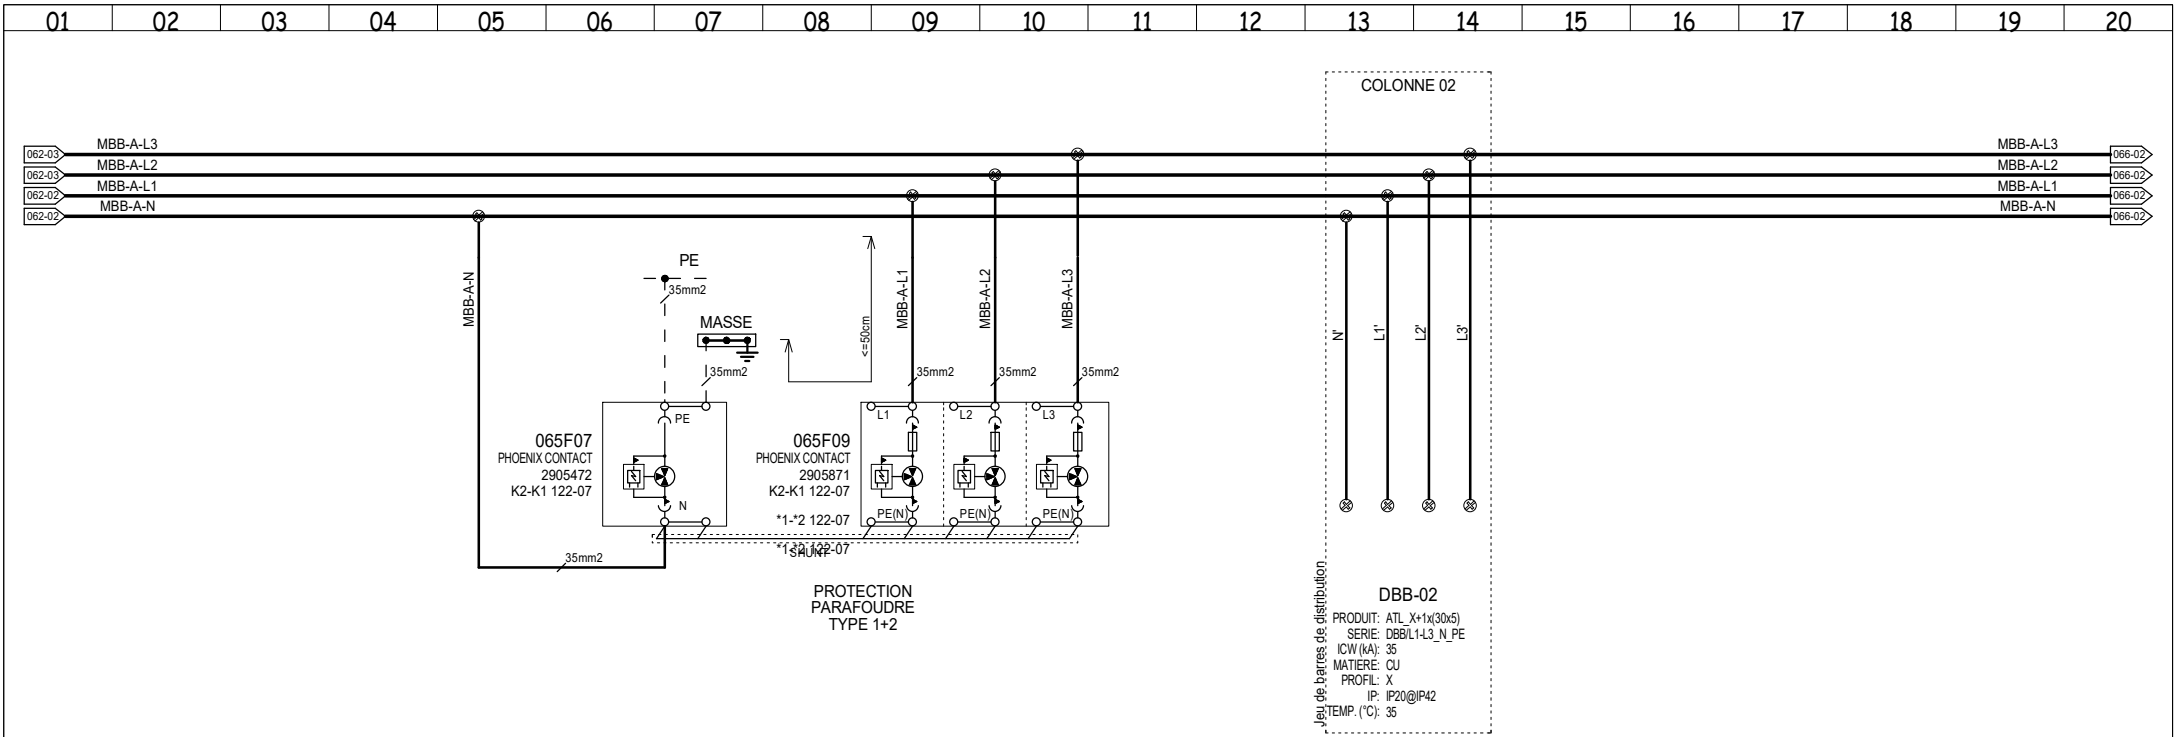 01 02 03 04 05 06 07 08 09 10 11 12 13 14 15 16 17 18 19 20
COLONNE 02
062-03 MBB-A-L3 MBB-A-L3 066-02
062-03 MBB-A-L2 MBB-A-L2 066-02
062-02 MBB-A-L1 MBB-A-L1 066-02
062-02 MBB-A-N MBB-A-N 066-02
MBB-A-N
PE
35mm2
MASSE
35mm2
<=50cm
MBB-A-L1
MBB-A-L2
MBB-A-L3
35mm2 35mm2 35mm2
N'
L1'
L2'
L3'
065F07
PHOENIX CONTACT
2905472
K2-K1 122-07
PE
N
065F09
PHOENIX CONTACT
2905871
K2-K1 122-07
*1-*2 122-07
*1-*2 122-07
SHUNT
L1 L2 L3
PE(N) PE(N) PE(N)
35mm2
PROTECTION
PARAFOUDRE
TYPE 1+2
Jeu de barres de distribution
DBB-02
PRODUIT: ATL_X+1x(30x5)
SERIE: DBB/L1-L3_N_PE
ICW (kA): 35
MATIERE: CU
PROFIL: X
IP: IP20@IP42
TEMP. (°C): 35